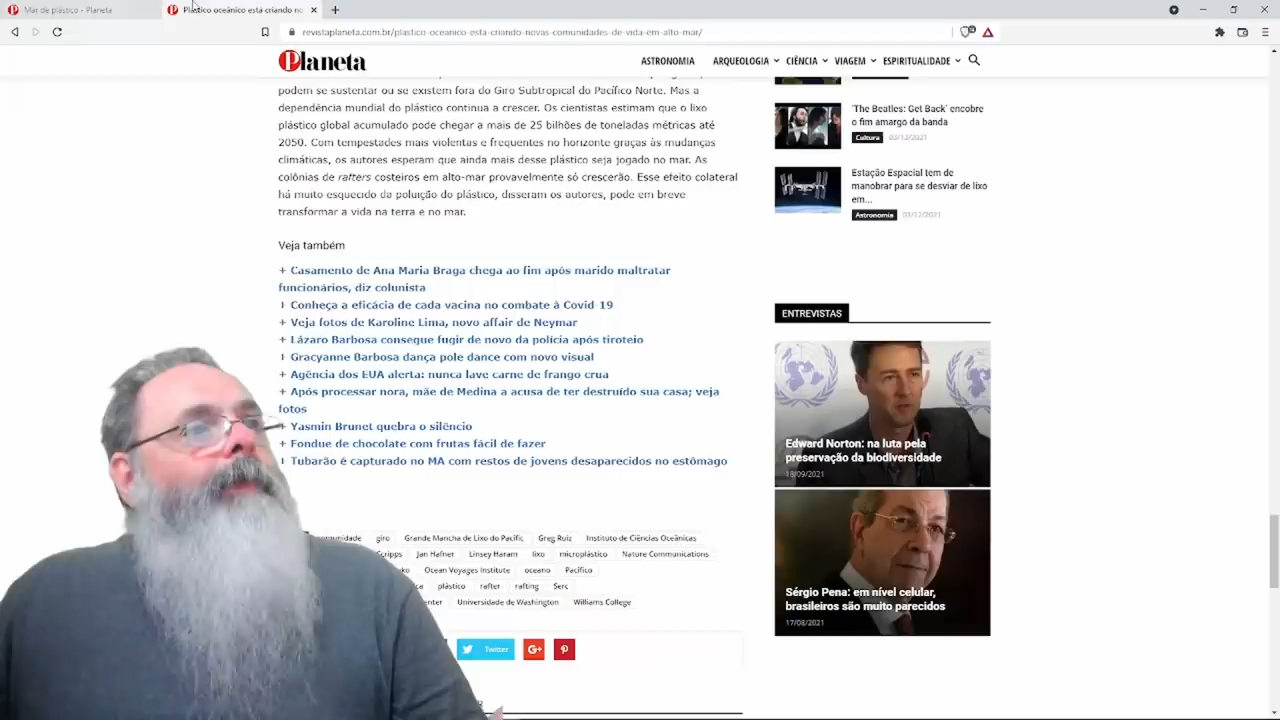 Mar de plástico - Planeta
Plástico oceânico está criando no
revistaplaneta.com.br/plastico-oceanico-esta-criando-novas-comunidades-de-vida-em-alto-mar/
Planeta
ASTRONOMIA ARQUEOLOGIA CIÊNCIA VIAGEM ESPIRITUALIDADE
podem se sustentar ou se existem fora do Giro Subtropical do Pacífico Norte. Mas a
dependência mundial do plástico continua a crescer. Os cientistas estimam que o lixo
plástico global acumulado pode chegar a mais de 25 bilhões de toneladas métricas até
2050. Com tempestades mais violentas e frequentes no horizonte graças às mudanças
climáticas, os autores esperam que ainda mais desse plástico seja jogado no mar. As
colônias de rafters costeiros em alto-mar provavelmente só crescerão. Esse efeito colateral
há muito esquecido da poluição do plástico, disseram os autores, pode em breve
transformar a vida na terra e no mar.
Veja também
+ Casamento de Ana Maria Braga chega ao fim após marido maltratar
funcionários, diz colunista
+ Conheça a eficácia de cada vacina no combate à Covid-19
+ Veja fotos de Karoline Lima, novo affair de Neymar
+ Lázaro Barbosa consegue fugir de novo da polícia após tiroteio
+ Gracyanne Barbosa dança pole dance com novo visual
+ Agência dos EUA alerta: nunca lave carne de frango crua
+ Após processar nora, mãe de Medina a acusa de ter destruído sua casa; veja
fotos
+ Yasmin Brunet quebra o silêncio
+ Fondue de chocolate com frutas fácil de fazer
+ Tubarão é capturado no MA com restos de jovens desaparecidos no estômago
giro Grande Mancha de Lixo do Pacífic Greg Ruiz Instituto de Ciências Oceânicas
Scripps Jan Hafner Linsey Haram lixo microplástico Nature Communications
Ocean Voyages Institute oceano Pacífico
plástico rafter rafting Serc
Universidade de Washington Williams College
Twitter G+
'The Beatles: Get Back' encobre
o fim amargo da banda
Cultura 03/12/2021
Estação Espacial tem de
manobrar para se desviar de lixo
em...
Astronomia 03/12/2021
ENTREVISTAS
Edward Norton: na luta pela
preservação da biodiversidade
18/09/2021
Sérgio Pena: em nível celular,
brasileiros são muito parecidos
17/08/2021